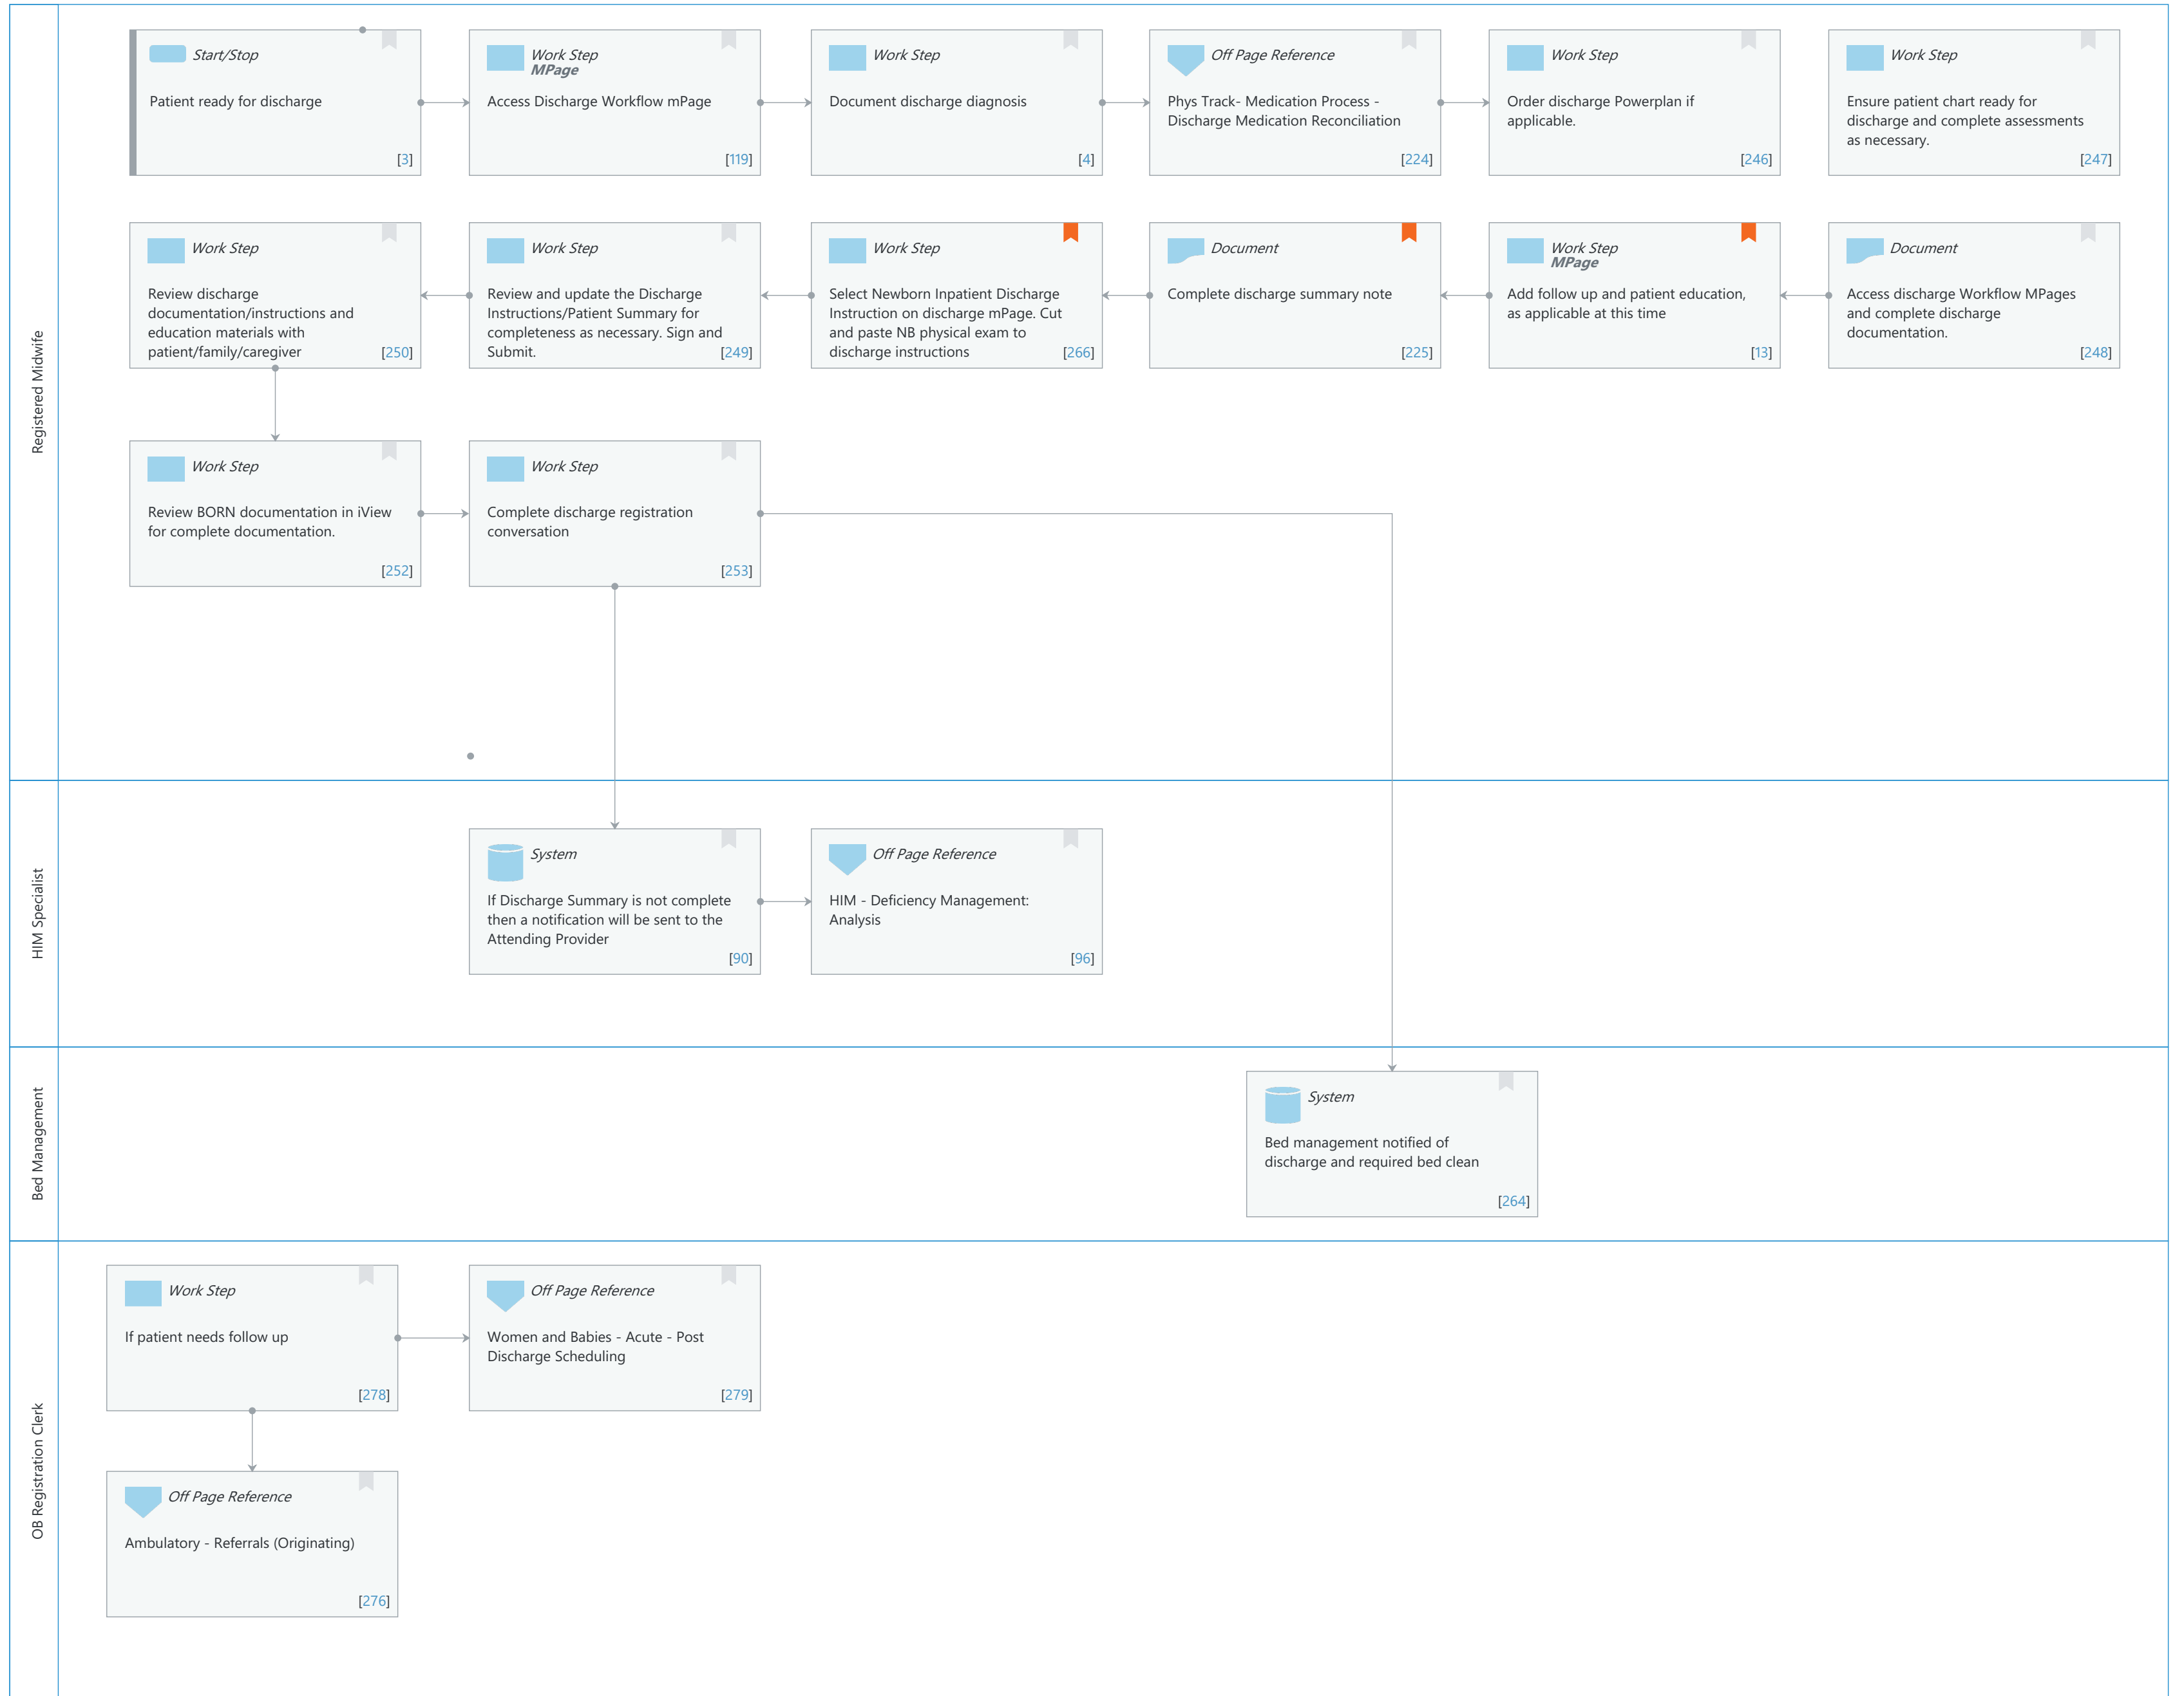 Registered Midwife
Start/Stop
Patient ready for discharge
[3]
Work Step
MPage
Access Discharge Workflow mPage
[119]
Work Step
Document discharge diagnosis
[4]
Off Page Reference
Phys Track- Medication Process -
Discharge Medication Reconciliation
[224]
Work Step
Order discharge Powerplan if
applicable.
[246]
Work Step
Ensure patient chart ready for
discharge and complete assessments
as necessary.
[247]
Work Step
Review discharge
documentation/instructions and
education materials with
patient/family/caregiver
[250]
Work Step
Review and update the Discharge
Instructions/Patient Summary for
completeness as necessary. Sign and
Submit.
[249]
Work Step
Select Newborn Inpatient Discharge
Instruction on discharge mPage. Cut
and paste NB physical exam to
discharge instructions
[266]
Document
Complete discharge summary note
[225]
Work Step
MPage
Add follow up and patient education,
as applicable at this time
[13]
Document
Access discharge Workflow MPages
and complete discharge
documentation.
[248]
Work Step
Review BORN documentation in iView
for complete documentation.
[252]
Work Step
Complete discharge registration
conversation
[253]
HIM Specialist
System
If Discharge Summary is not complete
then a notification will be sent to the
Attending Provider
[90]
Off Page Reference
HIM - Deficiency Management:
Analysis
[96]
Bed Management
System
Bed management notified of
discharge and required bed clean
[264]
OB Registration Clerk
Work Step
If patient needs follow up
[278]
Off Page Reference
Women and Babies - Acute - Post
Discharge Scheduling
[279]
Off Page Reference
Ambulatory - Referrals (Originating)
[276]